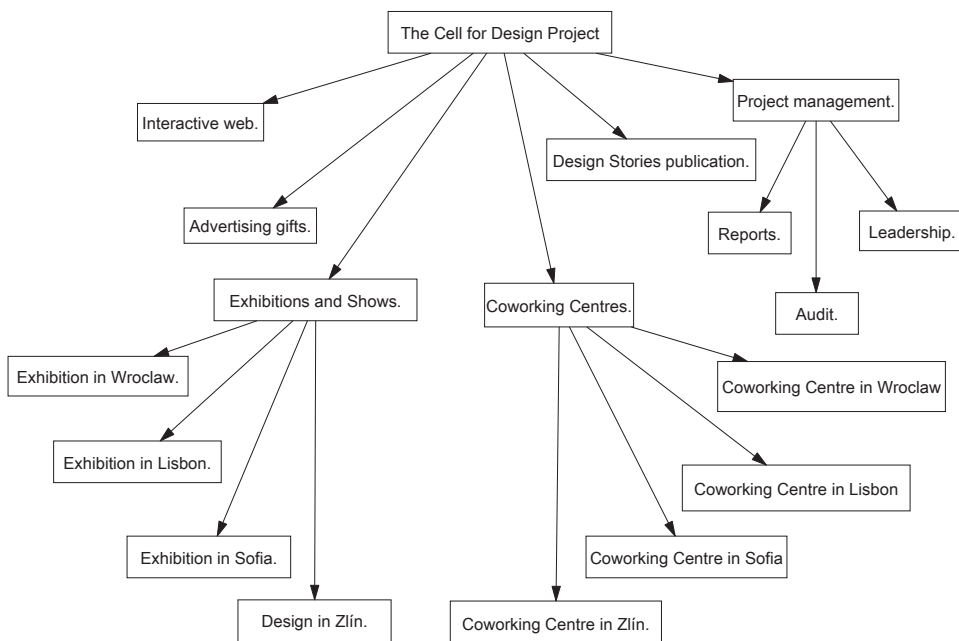 The Cell for Design Project
Project management.
Interactive web.
Design Stories publication.
Advertising gifts.
Reports.
Leadership.
Exhibitions and Shows.
Coworking Centres.
Audit.
Exhibition in Wroclaw.
Coworking Centre in Wroclaw
Exhibition in Lisbon.
Coworking Centre in Lisbon
Exhibition in Sofia.
Coworking Centre in Sofia
Design in Zlín.
Coworking Centre in Zlín.